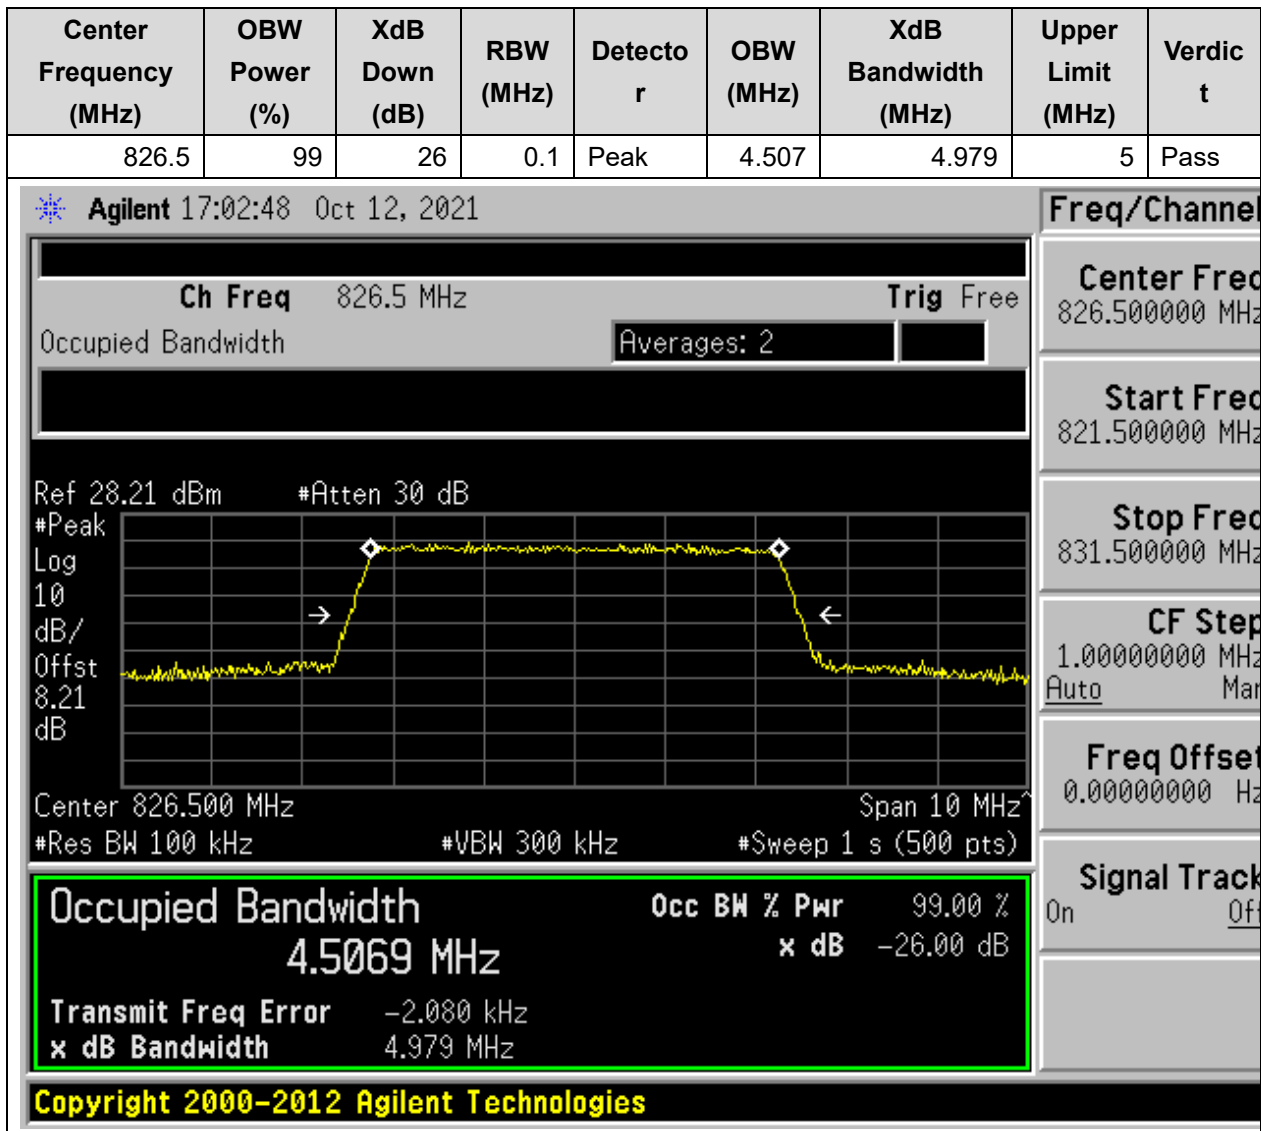 Center Frequency (MHz) OBW Power (%) XdB Down (dB) RBW (MHz) Detecto r OBW (MHz) XdB Bandwidth (MHz) Upper Limit (MHz) Verdic t
826.5 99 26 0.1 Peak 4.507 4.979 5 Pass
Agilent 17:02:48 Oct 12, 2021
Ch Freq 826.5 MHz Trig Free
Occupied Bandwidth Averages: 2
Ref 28.21 dBm #Atten 30 dB
#Peak
Log
10
dB/
Offst
8.21
dB
Center 826.500 MHz Span 10 MHz^
#Res BW 100 kHz #VBW 300 kHz #Sweep 1 s (500 pts)
Occupied Bandwidth Occ BW % Pwr 99.00 %
4.5069 MHz x dB -26.00 dB
Transmit Freq Error -2.080 kHz
x dB Bandwidth 4.979 MHz
Copyright 2000-2012 Agilent Technologies
Freq/Channel
Center Freq
826.500000 MHz
Start Freq
821.500000 MHz
Stop Freq
831.500000 MHz
CF Step
1.00000000 MHz
Auto Man
Freq Offset
0.00000000 Hz
Signal Track
On Off